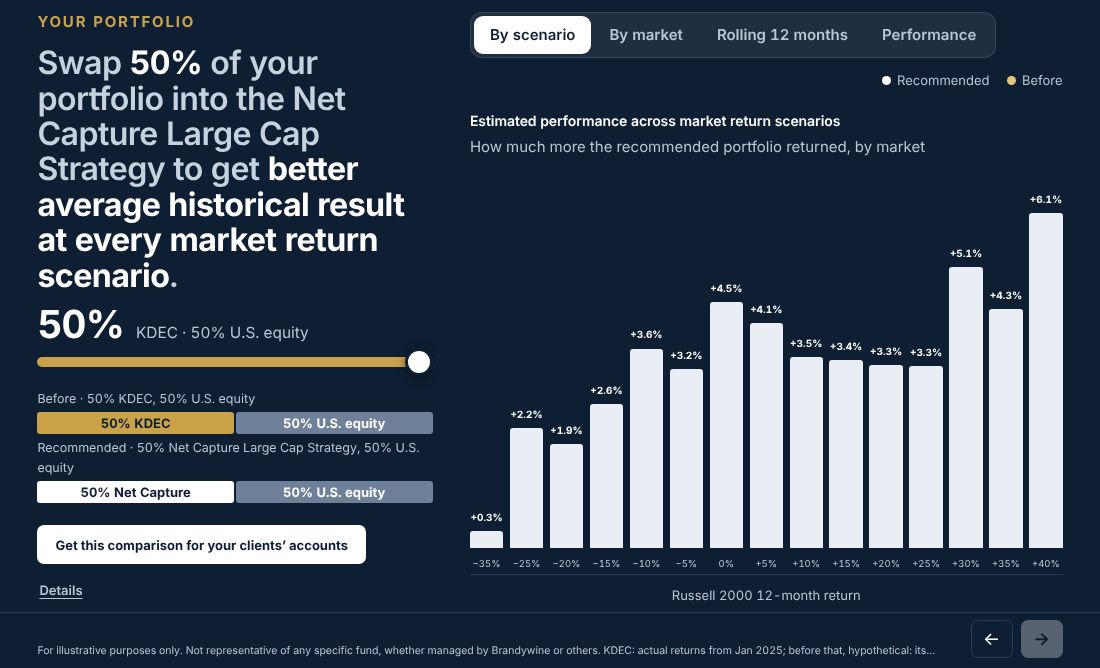 YOUR PORTFOLIO
Swap 50% of your
portfolio into the Net
Capture Large Cap
Strategy to get better
average historical result
at every market return
scenario.
50% KDEC · 50% U.S. equity
Before · 50% KDEC, 50% U.S. equity
50% KDEC 50% U.S. equity
Recommended · 50% Net Capture Large Cap Strategy, 50% U.S.
equity
50% Net Capture 50% U.S. equity
Get this comparison for your clients’ accounts
Details
By scenario By market Rolling 12 months Performance
Recommended Before
Estimated performance across market return scenarios
How much more the recommended portfolio returned, by market
+0.3% +2.2% +1.9% +2.6% +3.6% +3.2% +4.5% +4.1% +3.5% +3.4% +3.3% +3.3% +5.1% +4.3% +6.1%
−35% −25% −20% −15% −10% −5% 0% +5% +10% +15% +20% +25% +30% +35% +40%
Russell 2000 12-month return
For illustrative purposes only. Not representative of any specific fund, whether managed by Brandywine or others. KDEC: actual returns from Jan 2025; before that, hypothetical: its…
← →